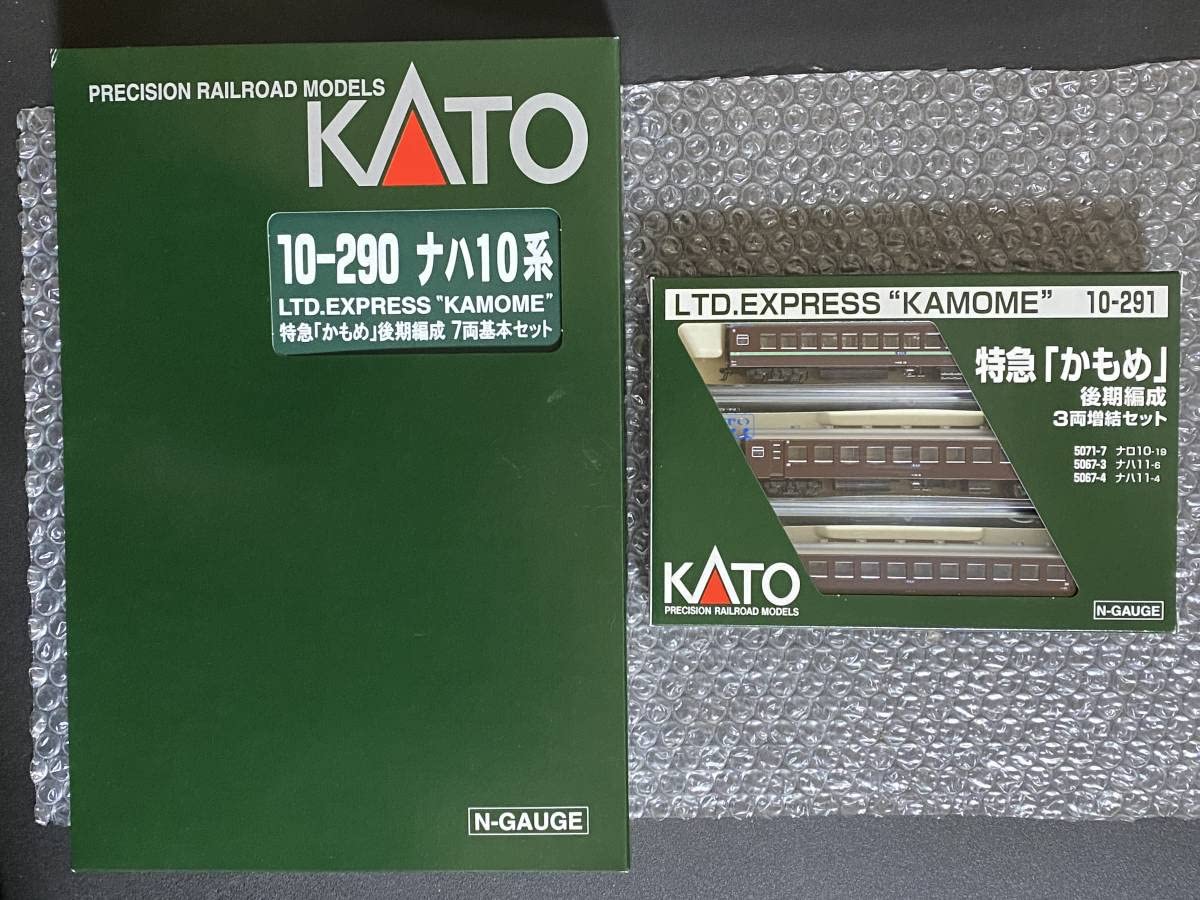 PRECISION RAILROAD MODELS
KATO
10-290 ナハ10系
LTD.EXPRESS "KAMOME"
特急「かもめ」後期編成 7両基本セット
N-GAUGE
LTD.EXPRESS "KAMOME" 10-291
特急「かもめ」
後期編成
3両増結セット
5071-7 ナロ10-19
5067-3 ナハ11-6
5067-4 ナハ11-4
KATO
PRECISION RAILROAD MODELS
N-GAUGE